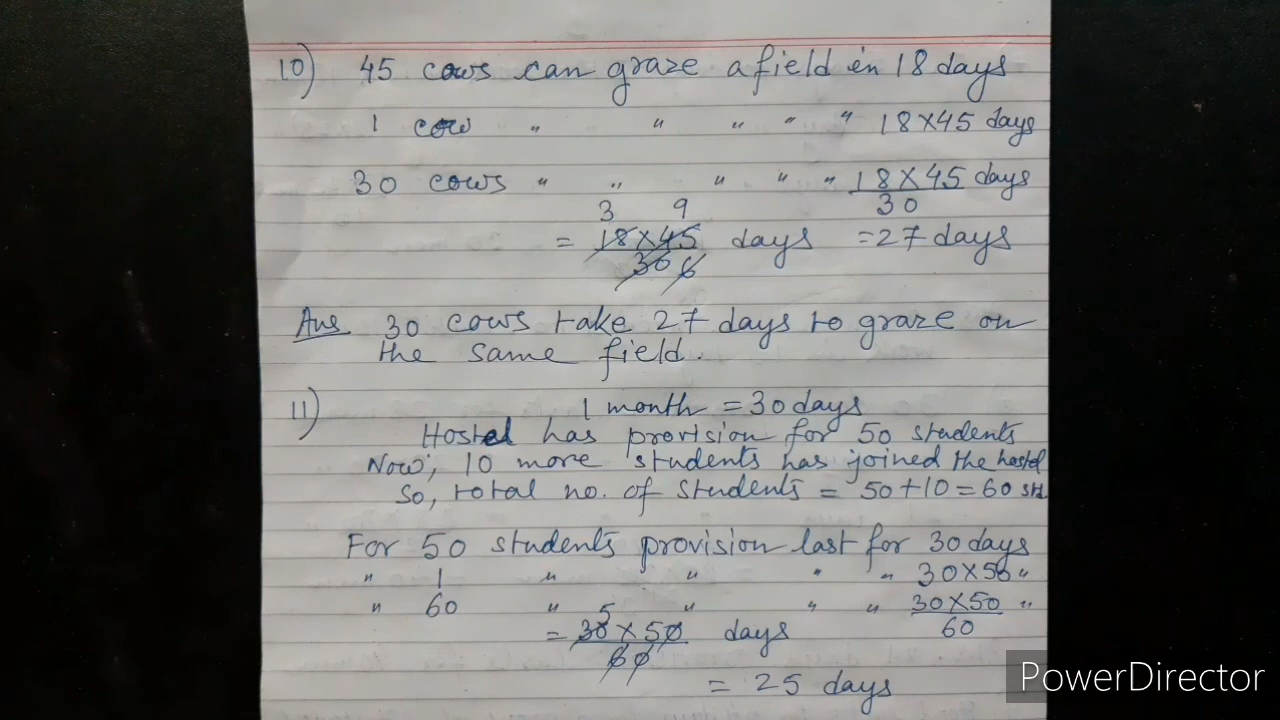 10) 45 cows can graze a field in 18 days
1 cow " " " " " 18×45 days
30 cows " " " " " 18×45 days
30
3 9
= 18×45 days = 27 days
30 6
Ans 30 cows take 27 days to graze on
the same field.
11) 1 month = 30 days
Hostel has provision for 50 students
Now, 10 more students has joined the hostel
So, total no. of students = 50+10=60 std.
For 50 students provision last for 30 days
" 1 " " " " 30×50 "
" 60 " " " " 30×50 "
60
5
= 30×50 days
60
= 25 days
PowerDirector